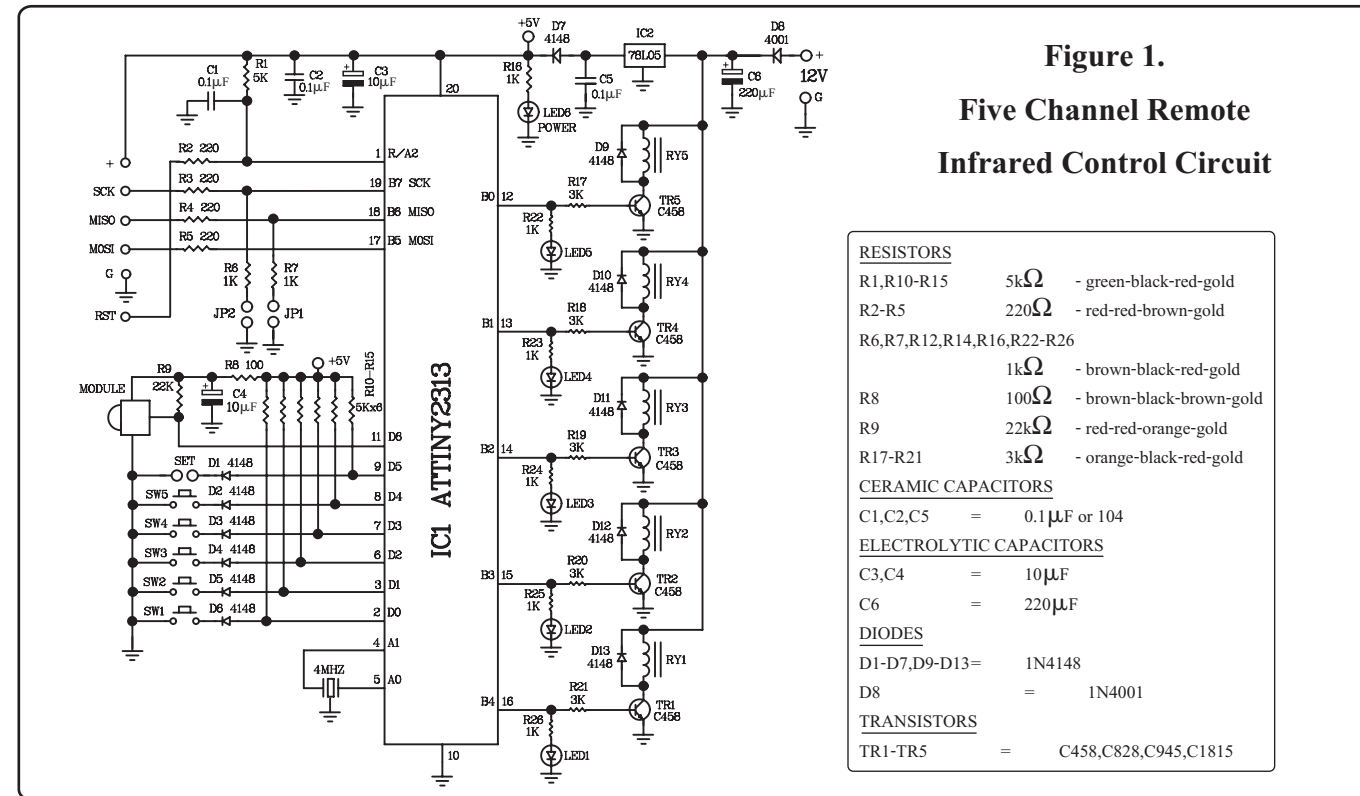 Figure 1.
Five Channel Remote
Infrared Control Circuit
+5V
D7
4148
IC2
78L05
D8
4001
+
12V
G
C1
0.1µF
R1
5K
C2
0.1µF
+
C3
10µF
R16
1K
LED6
POWER
C5
0.1µF
+
C6
220µF
20
+
R2 220
1 R/A2
SCK
R3 220
19 B7 SCK
MISO
R4 220
18 B6 MISO
MOSI
R5 220
17 B5 MOSI
G
R6
1K
R7
1K
RST
JP2
JP1
MODULE
R9
22K
+
C4
10µF
R8 100
+5V
R10-R15
5Kx6
11 D6
SET
D1 4148
9 D5
SW5
D2 4148
8 D4
SW4
D3 4148
7 D3
SW3
D4 4148
6 D2
SW2
D5 4148
3 D1
SW1
D6 4148
2 D0
4 A1
4MHZ
5 A0
IC1 ATTINY2313
10
B0 12
R22
1K
LED5
R17
3K
D9
4148
RY5
TR5
C458
B1 13
R23
1K
LED4
R18
3K
D10
4148
RY4
TR4
C458
B2 14
R24
1K
LED3
R19
3K
D11
4148
RY3
TR3
C458
B3 15
R25
1K
LED2
R20
3K
D12
4148
RY2
TR2
C458
B4 16
R26
1K
LED1
R21
3K
D13
4148
RY1
TR1
C458
RESISTORS
R1,R10-R15 5kΩ - green-black-red-gold
R2-R5 220Ω - red-red-brown-gold
R6,R7,R12,R14,R16,R22-R26
1kΩ - brown-black-red-gold
R8 100Ω - brown-black-brown-gold
R9 22kΩ - red-red-orange-gold
R17-R21 3kΩ - orange-black-red-gold
CERAMIC CAPACITORS
C1,C2,C5 = 0.1µF or 104
ELECTROLYTIC CAPACITORS
C3,C4 = 10µF
C6 = 220µF
DIODES
D1-D7,D9-D13= 1N4148
D8 = 1N4001
TRANSISTORS
TR1-TR5 = C458,C828,C945,C1815